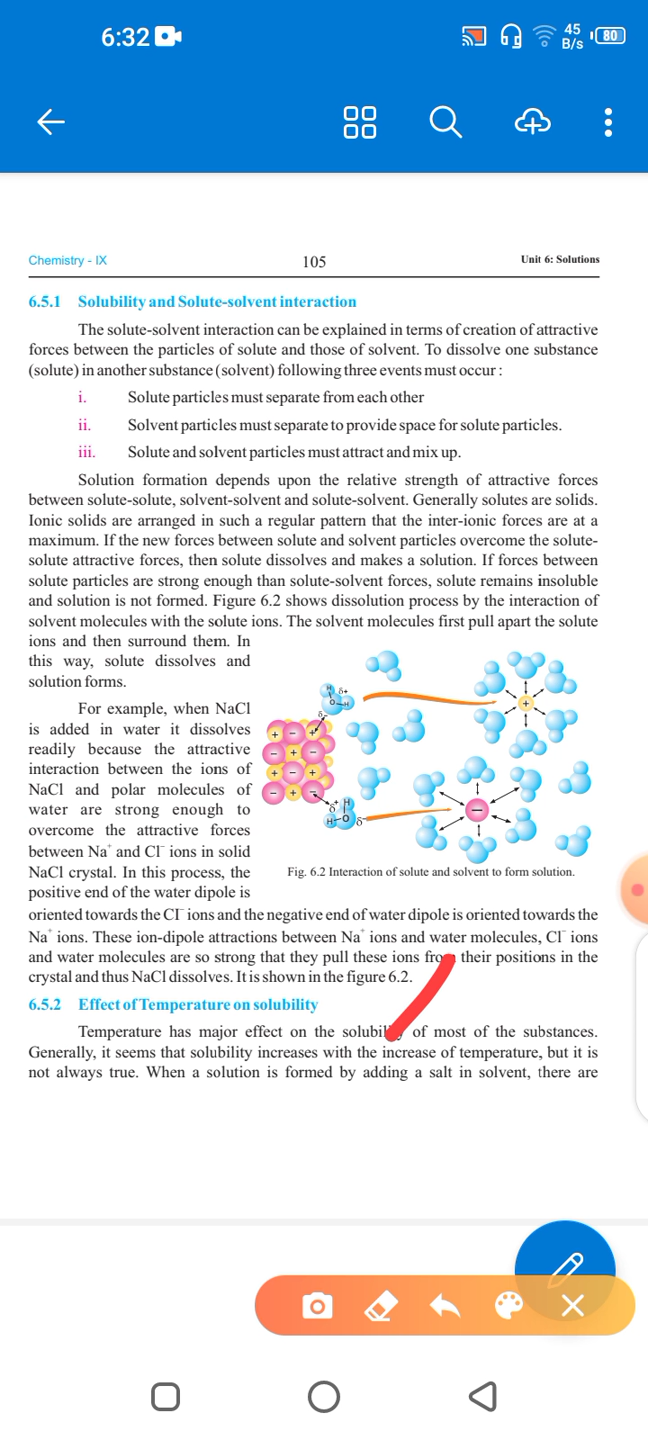 6:32
45
B/s
80
Chemistry - IX 105 Unit 6: Solutions
6.5.1 Solubility and Solute-solvent interaction
The solute-solvent interaction can be explained in terms of creation of attractive
forces between the particles of solute and those of solvent. To dissolve one substance
(solute) in another substance (solvent) following three events must occur :
i. Solute particles must separate from each other
ii. Solvent particles must separate to provide space for solute particles.
iii. Solute and solvent particles must attract and mix up.
Solution formation depends upon the relative strength of attractive forces
between solute-solute, solvent-solvent and solute-solvent. Generally solutes are solids.
Ionic solids are arranged in such a regular pattern that the inter-ionic forces are at a
maximum. If the new forces between solute and solvent particles overcome the solute-
solute attractive forces, then solute dissolves and makes a solution. If forces between
solute particles are strong enough than solute-solvent forces, solute remains insoluble
and solution is not formed. Figure 6.2 shows dissolution process by the interaction of
solvent molecules with the solute ions. The solvent molecules first pull apart the solute
ions and then surround them. In
this way, solute dissolves and
solution forms.
For example, when NaCl
is added in water it dissolves
readily because the attractive
interaction between the ions of
NaCl and polar molecules of
water are strong enough to
overcome the attractive forces
between Na⁺ and Cl⁻ ions in solid
NaCl crystal. In this process, the
positive end of the water dipole is
H δ+
O-H
δ-
δ+ H
H-O δ-
Fig. 6.2 Interaction of solute and solvent to form solution.
oriented towards the Cl⁻ ions and the negative end of water dipole is oriented towards the
Na⁺ ions. These ion-dipole attractions between Na⁺ ions and water molecules, Cl⁻ ions
and water molecules are so strong that they pull these ions from their positions in the
crystal and thus NaCl dissolves. It is shown in the figure 6.2.
6.5.2 Effect of Temperature on solubility
Temperature has major effect on the solubility of most of the substances.
Generally, it seems that solubility increases with the increase of temperature, but it is
not always true. When a solution is formed by adding a salt in solvent, there are